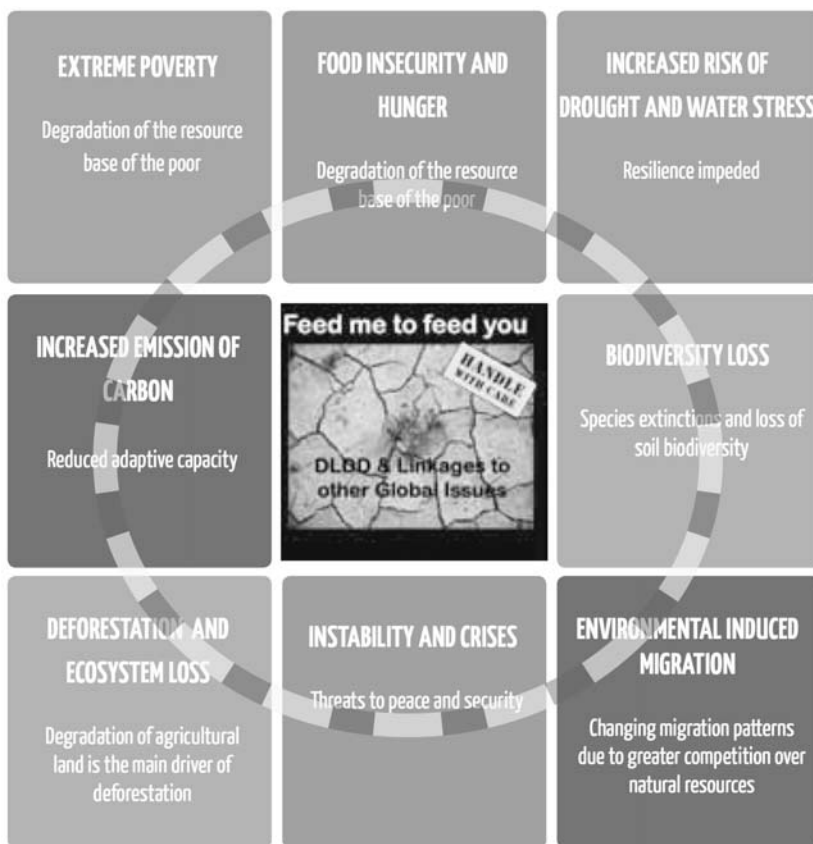 EXTREME POVERTY
Degradation of the resource
base of the poor
FOOD INSECURITY AND
HUNGER
Degradation of the resource
base of the poor
INCREASED RISK OF
DROUGHT AND WATER STRESS
Resilience impeded
INCREASED EMISSION OF
CARBON
Reduced adaptive capacity
Feed me to feed you
HANDLE
WITH CARE
DLDD & Linkages to
other Global Issues
BIODIVERSITY LOSS
Species extinctions and loss of
soil biodiversity
DEFORESTATION AND
ECOSYSTEM LOSS
Degradation of agricultural
land is the main driver of
deforestation
INSTABILITY AND CRISES
Threats to peace and security
ENVIRONMENTAL INDUCED
MIGRATION
Changing migration patterns
due to greater competition over
natural resources